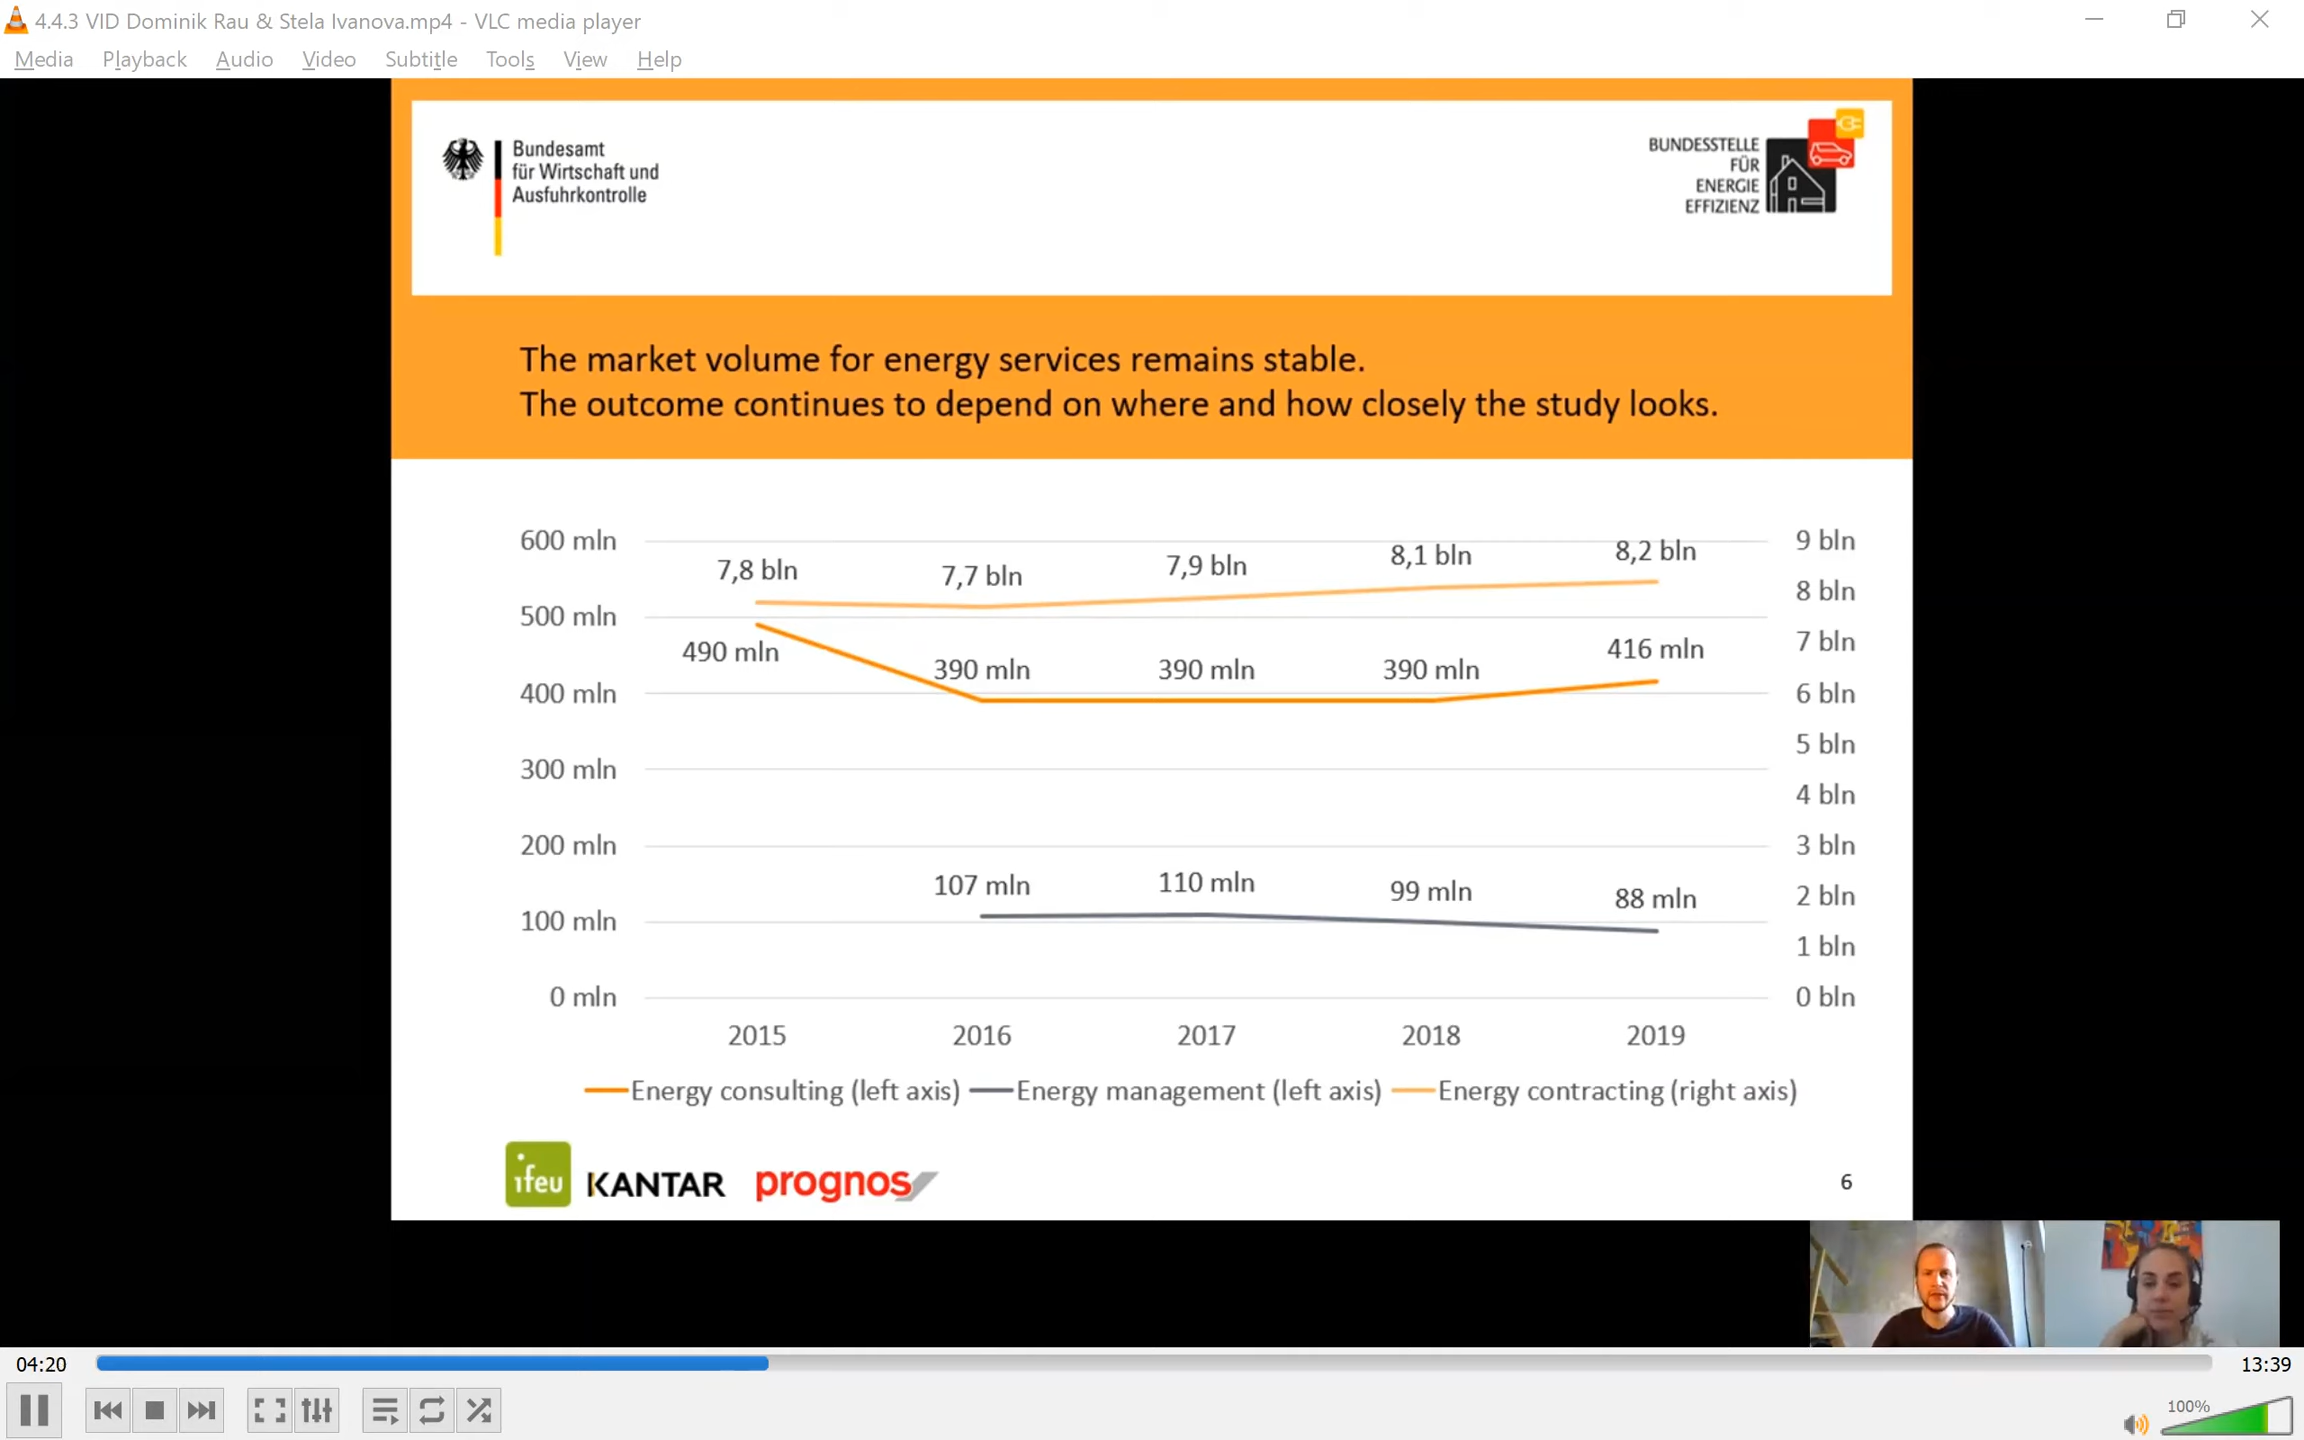 4.4.3 VID Dominik Rau & Stela Ivanova.mp4 - VLC media player
Media Playback Audio Video Subtitle Tools View Help
Bundesamt
für Wirtschaft und
Ausfuhrkontrolle
BUNDESSTELLE
FÜR
ENERGIE
EFFIZIENZ
The market volume for energy services remains stable.
The outcome continues to depend on where and how closely the study looks.
600 mln
500 mln
400 mln
300 mln
200 mln
100 mln
0 mln
7,8 bln 7,7 bln 7,9 bln 8,1 bln 8,2 bln
490 mln 390 mln 390 mln 390 mln 416 mln
107 mln 110 mln 99 mln 88 mln
9 bln
8 bln
7 bln
6 bln
5 bln
4 bln
3 bln
2 bln
1 bln
0 bln
2015 2016 2017 2018 2019
Energy consulting (left axis) Energy management (left axis) Energy contracting (right axis)
ifeu KANTAR prognos
6
04:20 13:39
100%